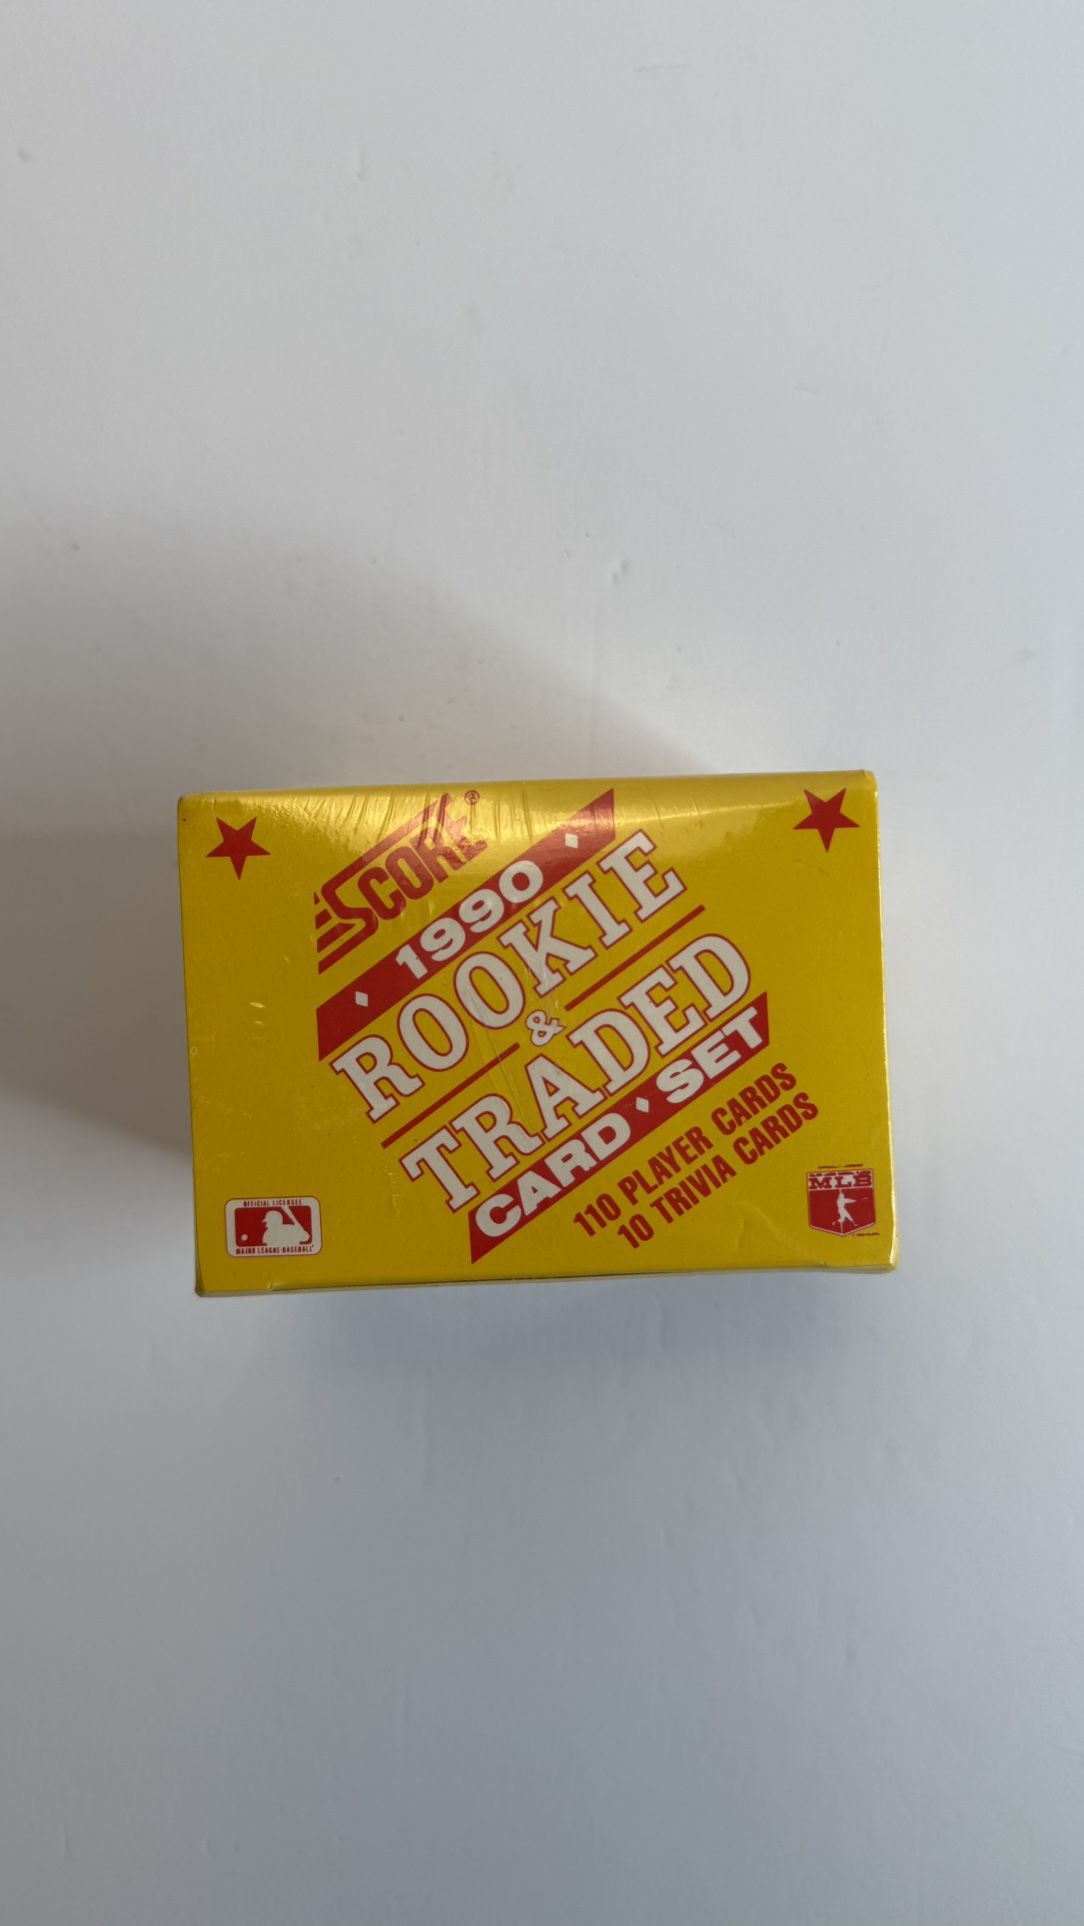 SCORE®
1990
ROOKIE
&
TRADED
CARD • SET
110 PLAYER CARDS
10 TRIVIA CARDS
OFFICIAL LICENSEE
MAJOR LEAGUE BASEBALL
MLB